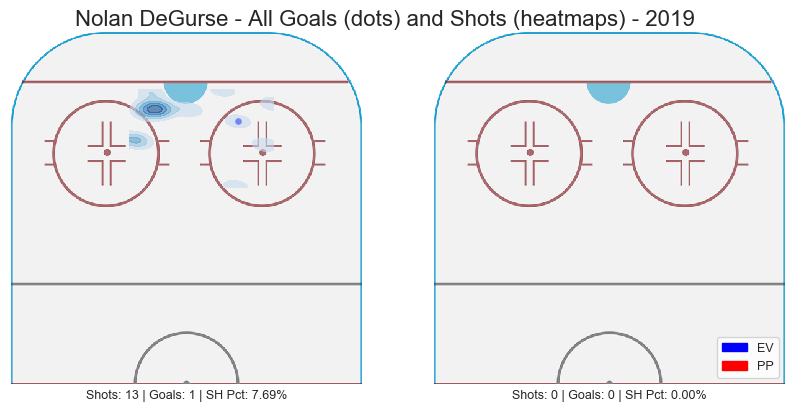 Nolan DeGurse - All Goals (dots) and Shots (heatmaps) - 2019
EV
PP
Shots: 13 | Goals: 1 | SH Pct: 7.69%
Shots: 0 | Goals: 0 | SH Pct: 0.00%